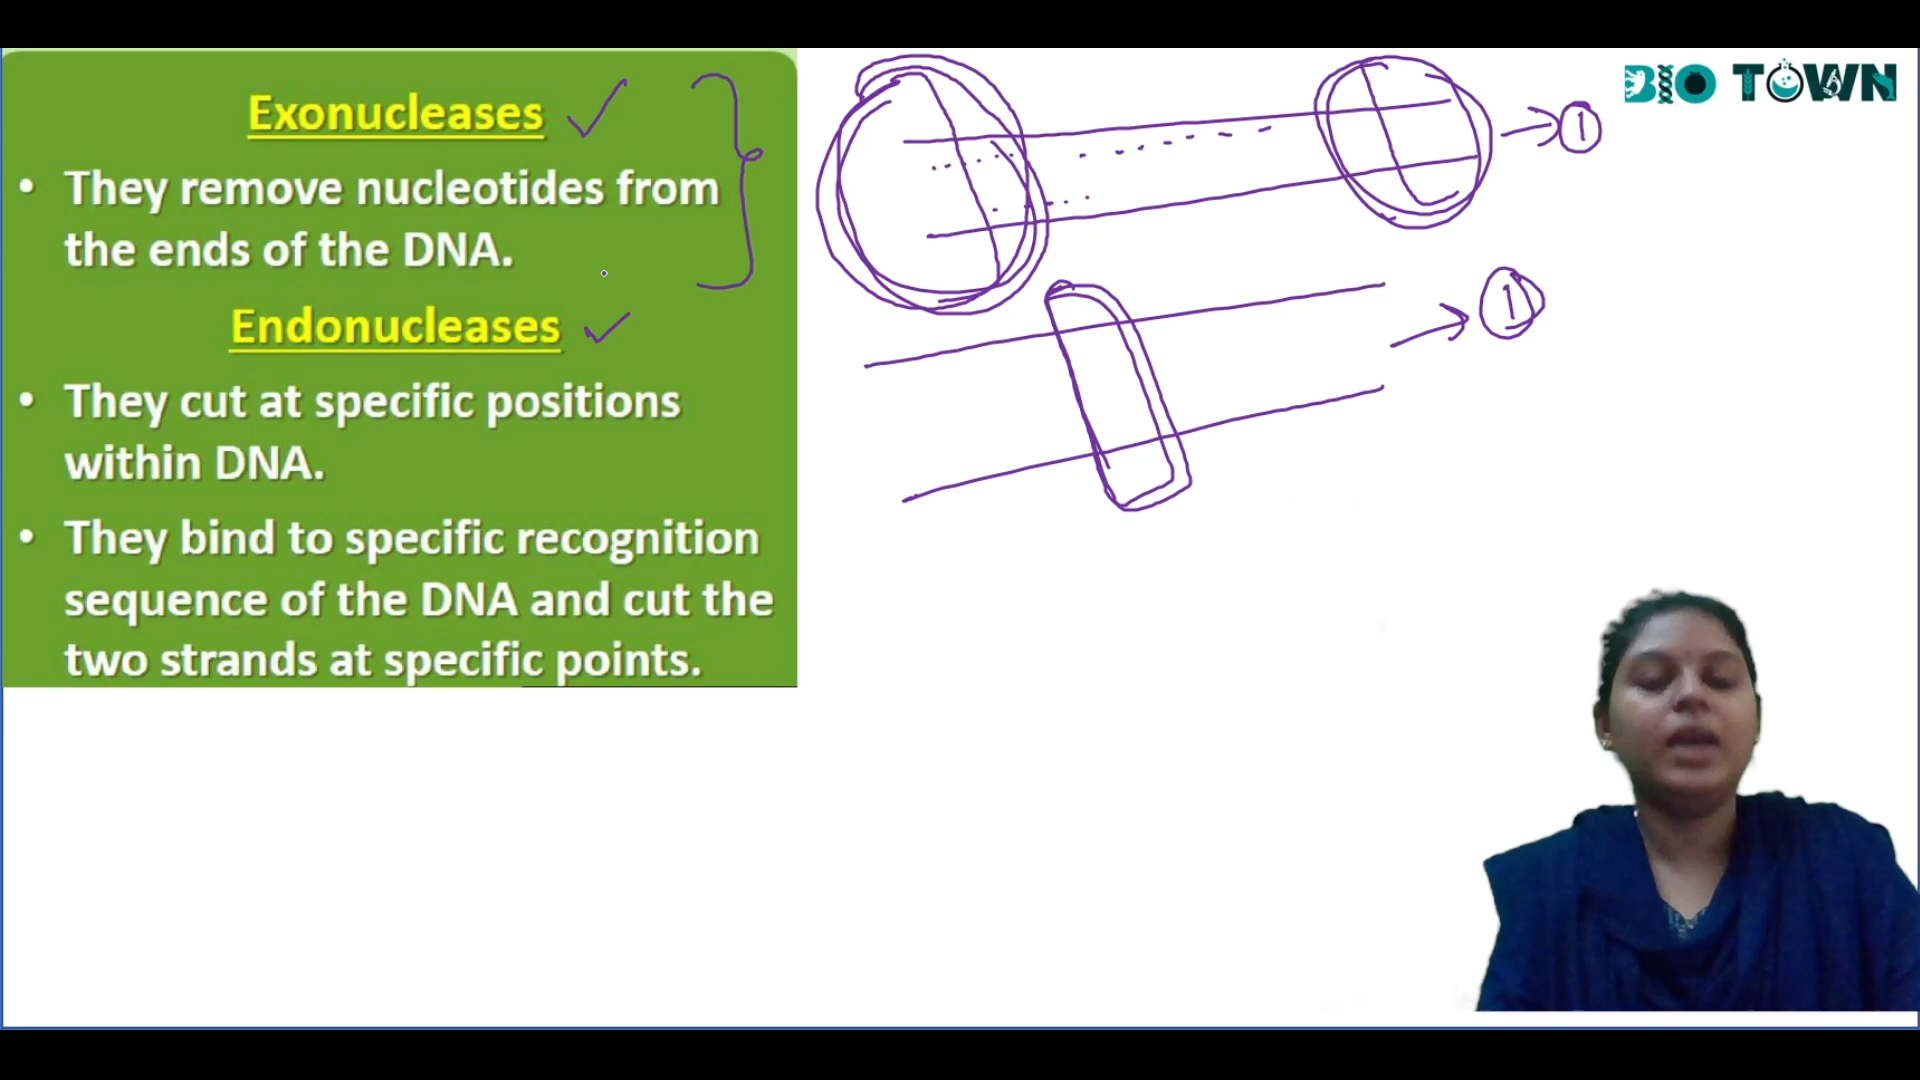 Exonucleases
• They remove nucleotides from
the ends of the DNA.
Endonucleases
• They cut at specific positions
within DNA.
• They bind to specific recognition
sequence of the DNA and cut the
two strands at specific points.
BIO TOWN
1
1